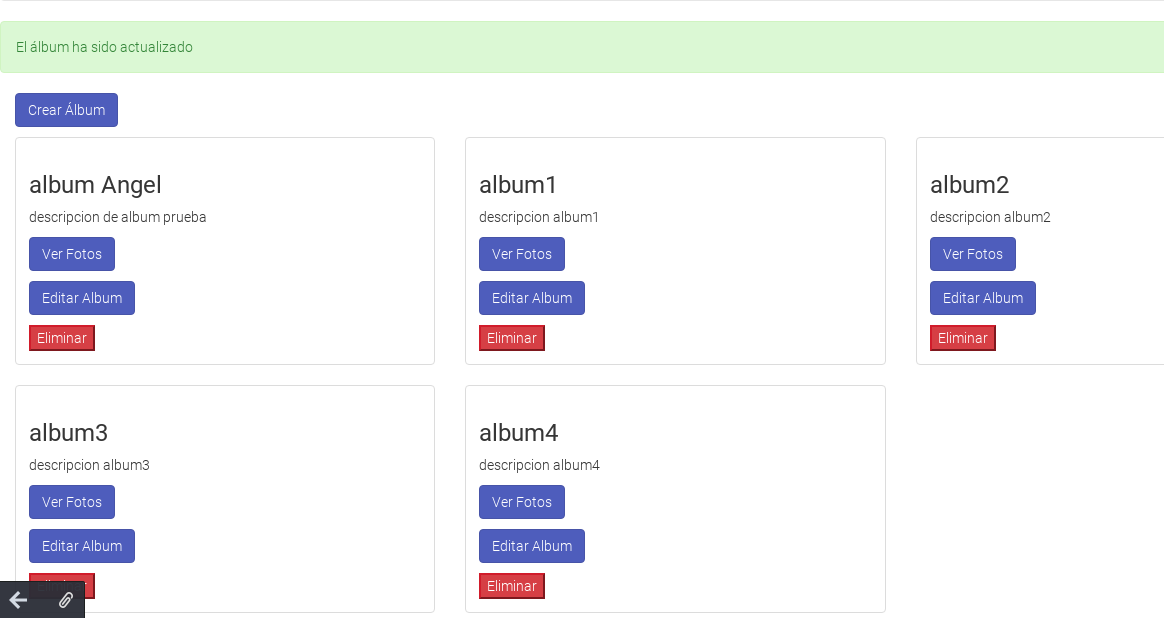 El álbum ha sido actualizado
Crear Álbum
album Angel
descripcion de album prueba
Ver Fotos
Editar Album
Eliminar
album1
descripcion album1
Ver Fotos
Editar Album
Eliminar
album2
descripcion album2
Ver Fotos
Editar Album
Eliminar
album3
descripcion album3
Ver Fotos
Editar Album
album4
descripcion album4
Ver Fotos
Editar Album
Eliminar